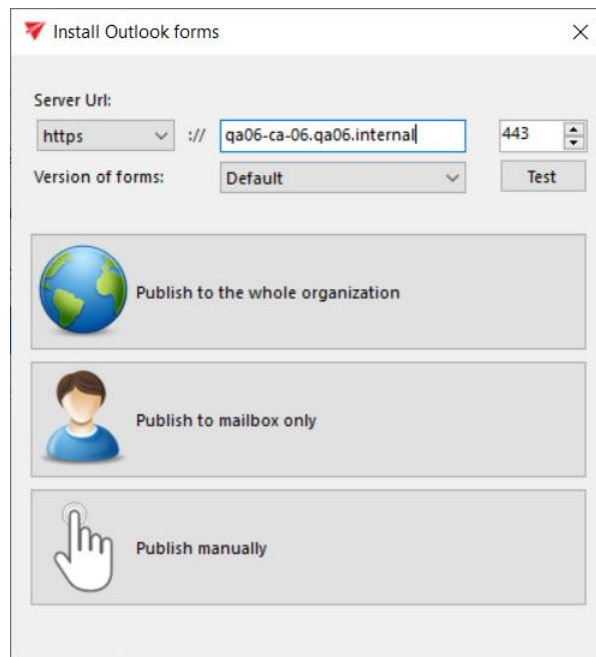 Install Outlook forms
Server Url:
https :// qa06-ca-06.qa06.internal 443
Version of forms: Default Test
Publish to the whole organization
Publish to mailbox only
Publish manually